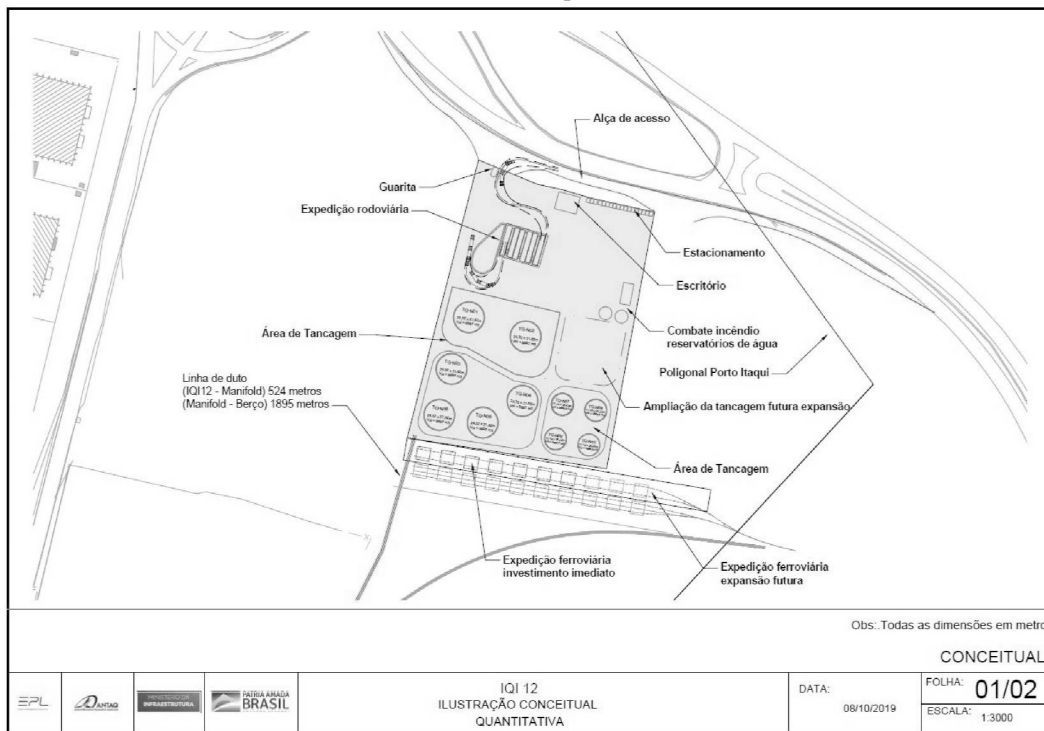 Alça de acesso
Guarita
Expedição rodoviária
Estacionamento
Escritório
Combate incêndio
reservatórios de água
Área de Tancagem
Poligonal Porto Itaqui
Linha de duto
(IQI12 - Manifold) 524 metros
(Manifold - Berço) 1895 metros
Ampliação da tancagem futura expansão
Área de Tancagem
Expedição ferroviária
investimento imediato
Expedição ferroviária
expansão futura
Obs:.Todas as dimensões em metro
CONCEITUAL
EPL
ANTAQ
MINISTÉRIO DA
INFRAESTRUTURA
PÁTRIA AMADA
BRASIL
IQI 12
ILUSTRAÇÃO CONCEITUAL
QUANTITATIVA
DATA:
08/10/2019
FOLHA: 01/02
ESCALA: 1:3000